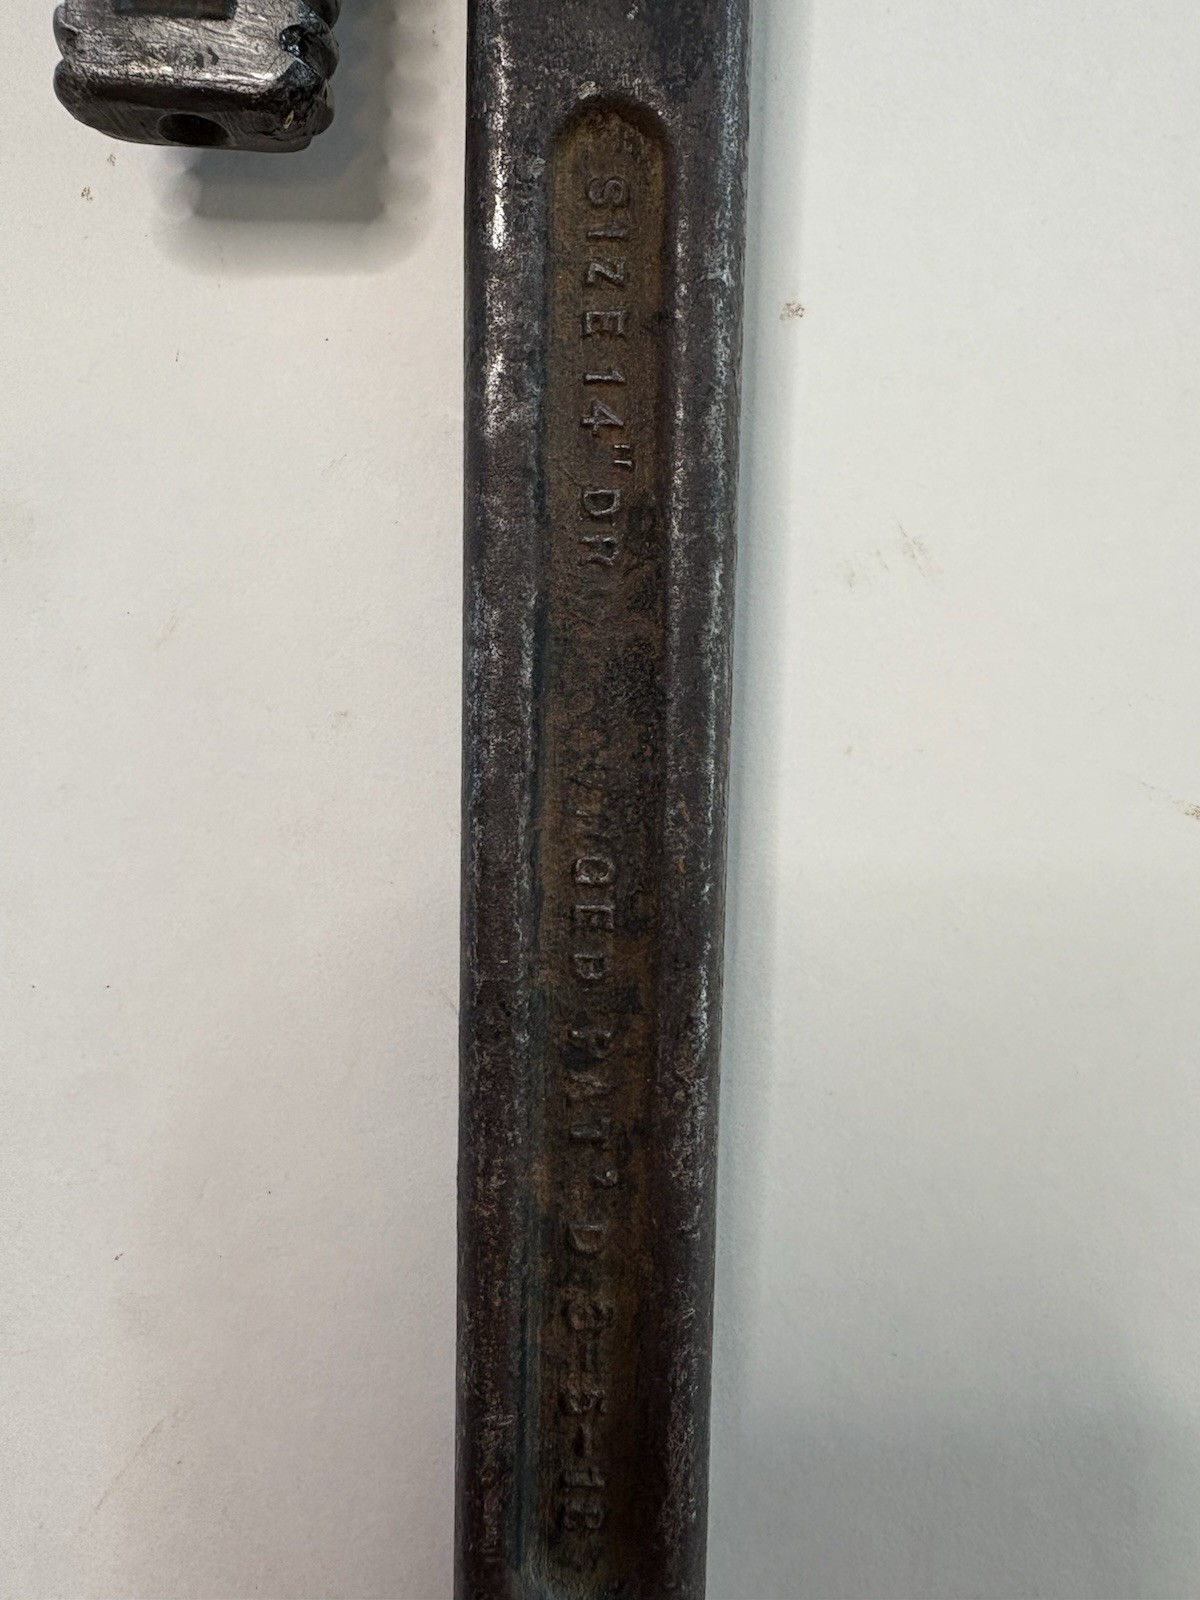 SIZE 14" DR PAT'D 3-5-12